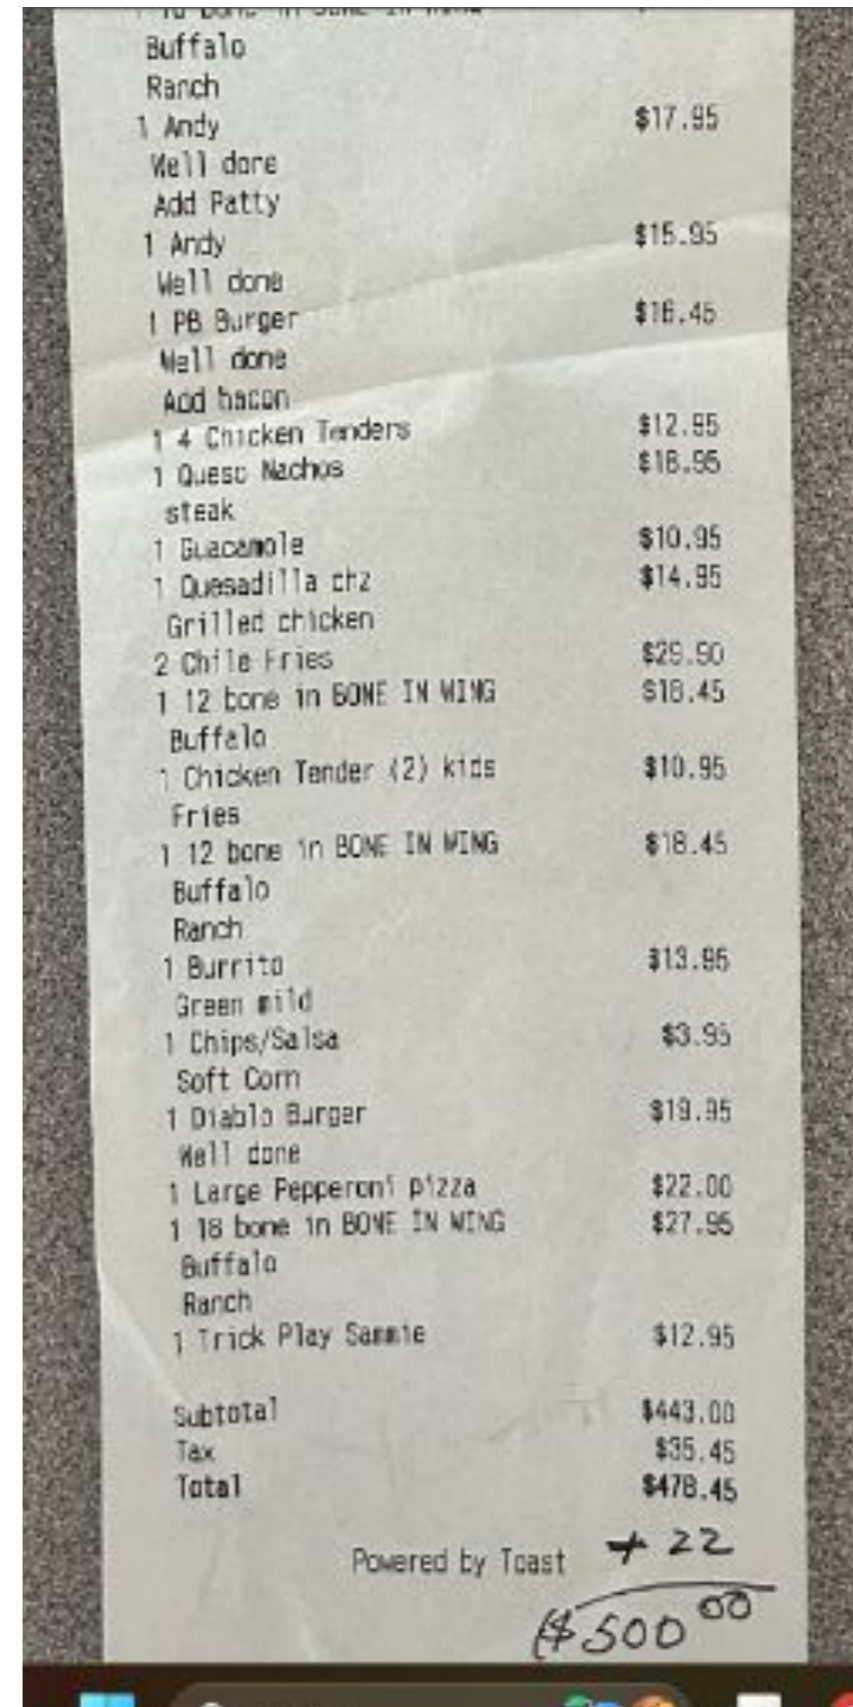 Buffalo
Ranch
1 Andy $17.95
Well done
Add Patty
1 Andy $15.95
Well done
1 PB Burger $16.45
Well done
Add bacon
1 4 Chicken Tenders $12.95
1 Queso Nachos $18.95
steak
1 Guacamole $10.95
1 Quesadilla chz $14.95
Grilled chicken
2 Chile Fries $29.90
1 12 bone in BONE IN WING $18.45
Buffalo
1 Chicken Tender (2) kids $10.95
Fries
1 12 bone in BONE IN WING $18.45
Buffalo
Ranch
1 Burrito $13.95
Green mild
1 Chips/Salsa $3.95
Soft Corn
1 Diablo Burger $19.95
Well done
1 Large Pepperoni pizza $22.00
1 18 bone in BONE IN WING $27.95
Buffalo
Ranch
1 Trick Play Sammie $12.95
Subtotal $443.00
Tax $35.45
Total $478.45
+ 22
Powered by Toast
$500 00